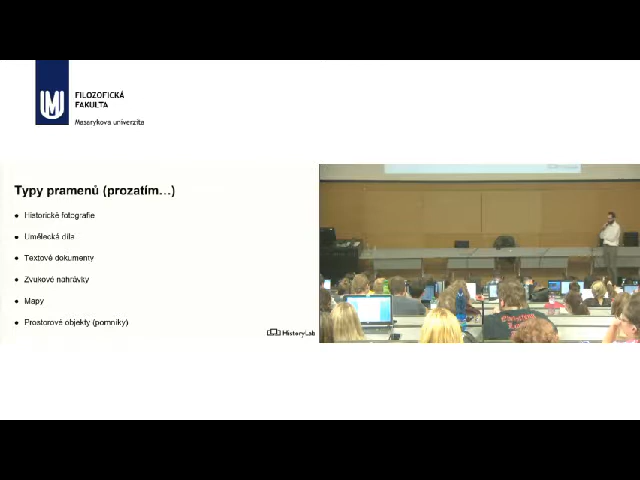 FILOZOFICKÁ
FAKULTA
Masarykova univerzita
Typy pramenů (prozatím...)
● Historické fotografie
● Umělecká díla
● Textové dokumenty
● Zvukové nahrávky
● Mapy
● Prostorové objekty (pomníky)
HistoryLab